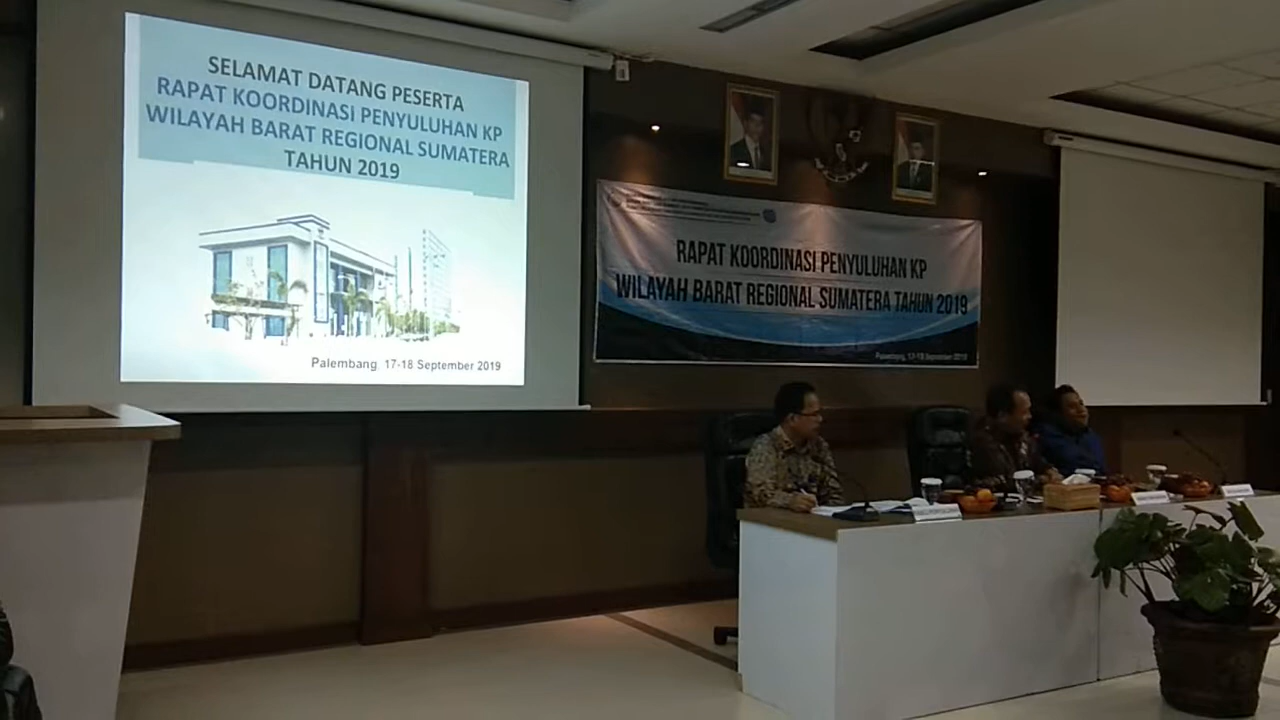 SELAMAT DATANG PESERTA
RAPAT KOORDINASI PENYULUHAN KP
WILAYAH BARAT REGIONAL SUMATERA
TAHUN 2019
Palembang, 17-18 September 2019
RAPAT KOORDINASI PENYULUHAN KP
WILAYAH BARAT REGIONAL SUMATERA TAHUN 2019
Palembang, 17-18 September 2019